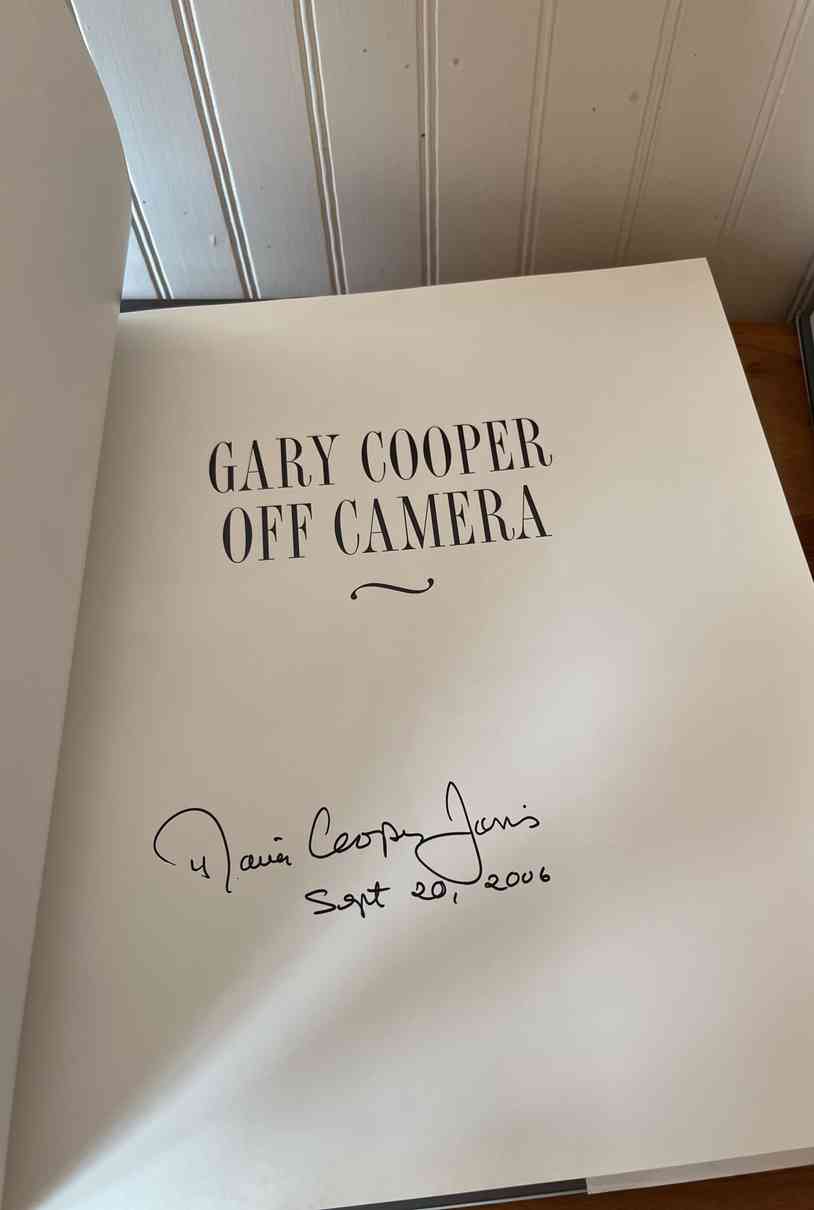 GARY COOPER
OFF CAMERA
Maria Cooper Janis
Sept 20, 2006